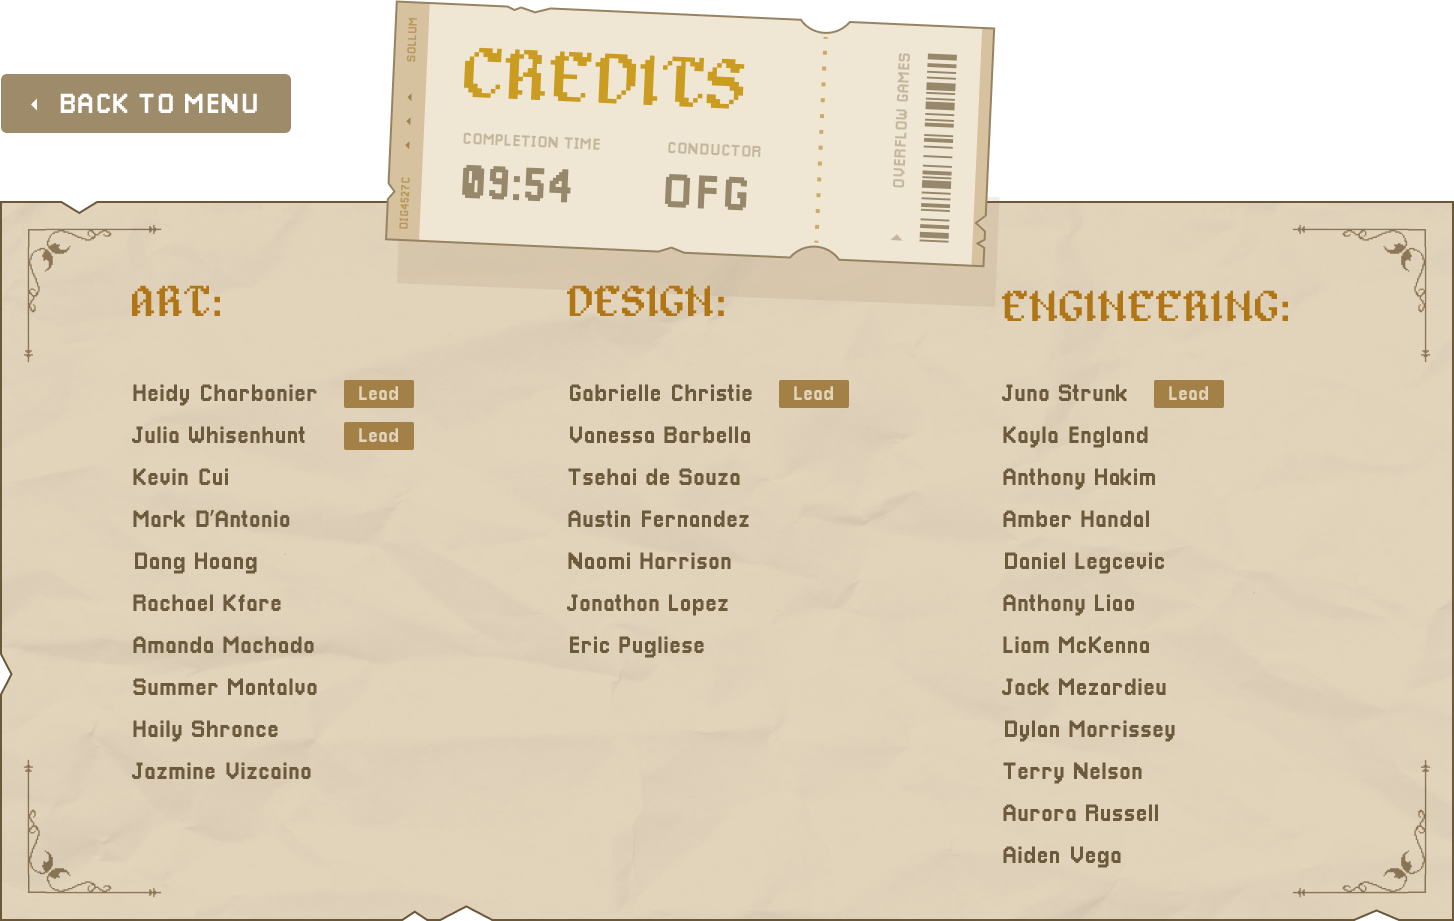 BACK TO MENU
SOLLUM
DIG4527C
CREDITS
COMPLETION TIME
09:54
CONDUCTOR
OFG
OVERFLOW GAMES
ART:
Heidy Charbonier Lead
Julia Whisenhunt Lead
Kevin Cui
Mark D'Antonio
Dang Hoang
Rachael Kfare
Amanda Machado
Summer Montalvo
Haily Shronce
Jazmine Vizcaino
DESIGN:
Gabrielle Christie Lead
Vanessa Barbella
Tsehai de Souza
Austin Fernandez
Naomi Harrison
Jonathon Lopez
Eric Pugliese
ENGINEERING:
Juno Strunk Lead
Kayla England
Anthony Hakim
Amber Handal
Daniel Legcevic
Anthony Liao
Liam McKenna
Jack Mezardieu
Dylan Morrissey
Terry Nelson
Aurora Russell
Aiden Vega